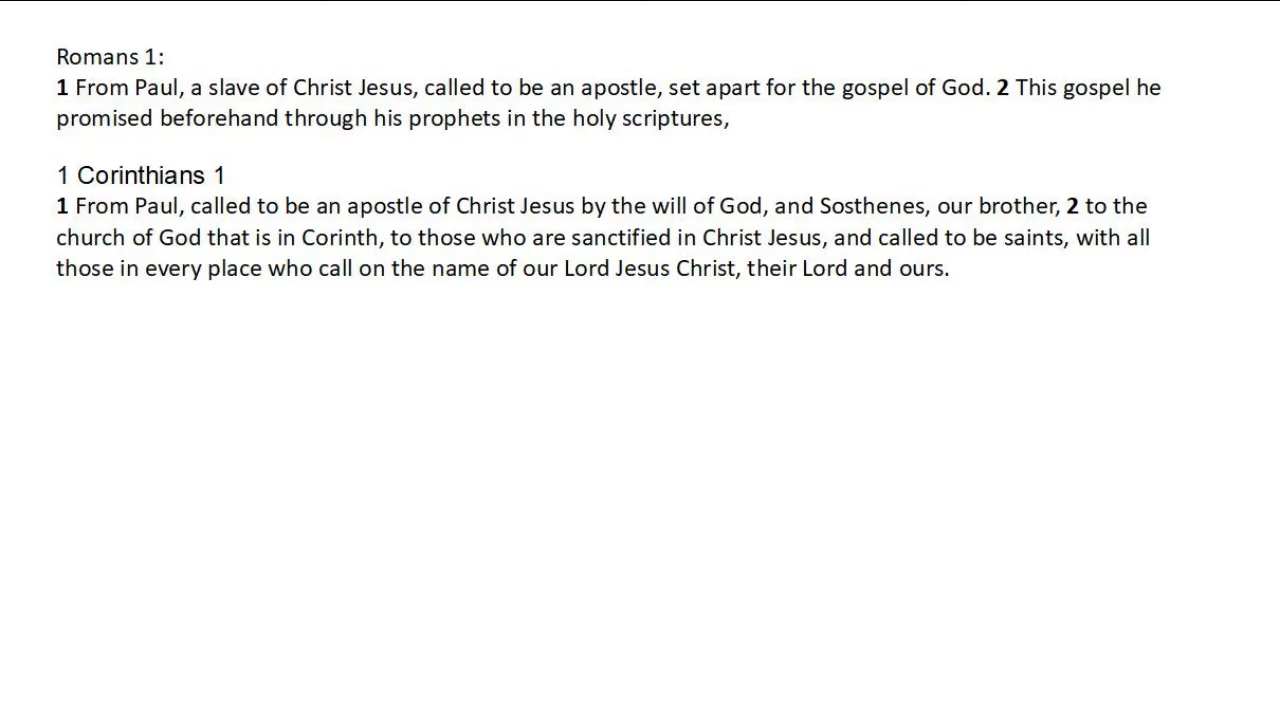 Romans 1:
1 From Paul, a slave of Christ Jesus, called to be an apostle, set apart for the gospel of God. 2 This gospel he
promised beforehand through his prophets in the holy scriptures,
1 Corinthians 1
1 From Paul, called to be an apostle of Christ Jesus by the will of God, and Sosthenes, our brother, 2 to the
church of God that is in Corinth, to those who are sanctified in Christ Jesus, and called to be saints, with all
those in every place who call on the name of our Lord Jesus Christ, their Lord and ours.